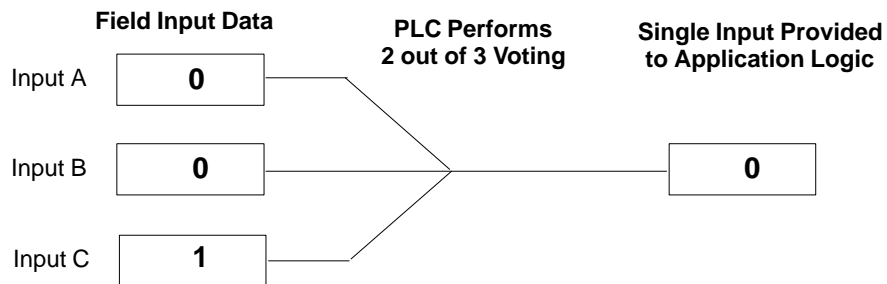 Field Input Data
PLC Performs
2 out of 3 Voting
Single Input Provided
to Application Logic
Input A
0
Input B
0
0
Input C
1